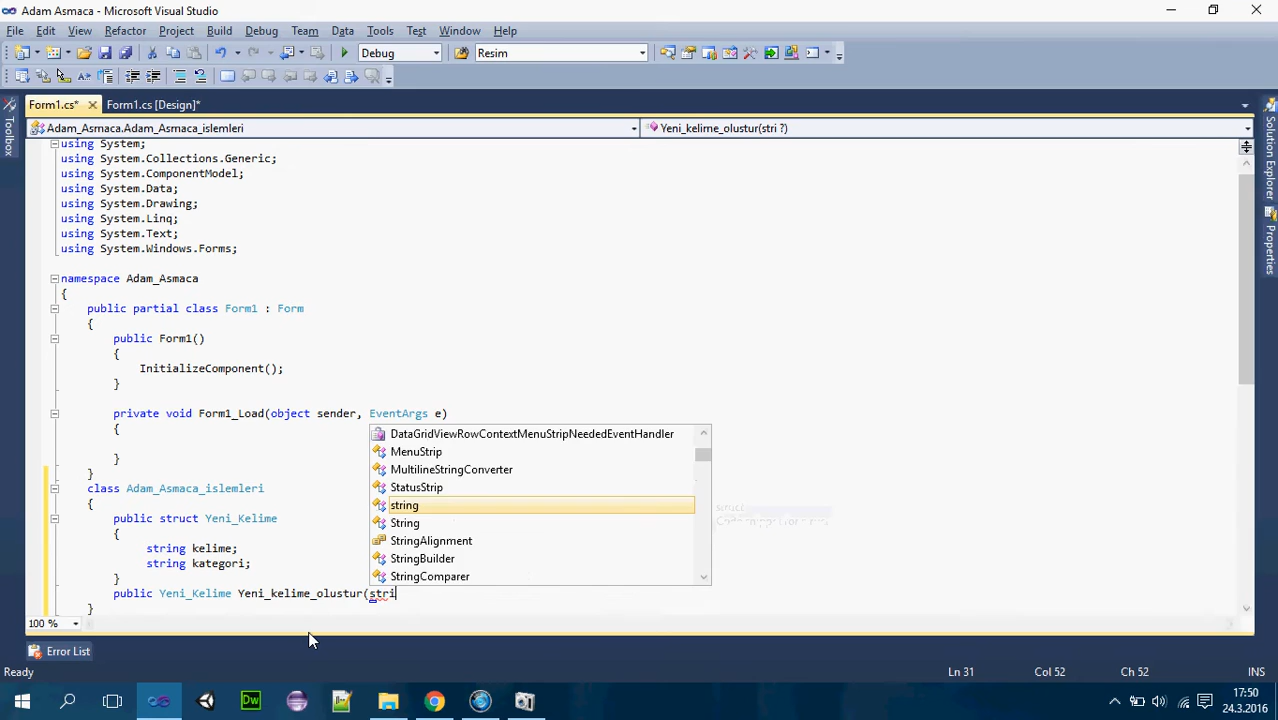 Adam Asmaca - Microsoft Visual Studio
File Edit View Refactor Project Build Debug Team Data Tools Test Window Help
Debug Resim
Toolbox
Form1.cs* Form1.cs [Design]*
Adam_Asmaca.Adam_Asmaca_islemleri Yeni_kelime_olustur(stri ?)
using System;
using System.Collections.Generic;
using System.ComponentModel;
using System.Data;
using System.Drawing;
using System.Linq;
using System.Text;
using System.Windows.Forms;
namespace Adam_Asmaca
{
public partial class Form1 : Form
{
public Form1()
{
InitializeComponent();
}
private void Form1_Load(object sender, EventArgs e)
{
}
}
class Adam_Asmaca_islemleri
{
public struct Yeni_Kelime
{
string kelime;
string kategori;
}
public Yeni_Kelime Yeni_kelime_olustur(stri
}
DataGridViewRowContextMenuStripNeededEventHandler
MenuStrip
MultilineStringConverter
StatusStrip
string
String
StringAlignment
StringBuilder
StringComparer
Solution Explorer
Properties
100 %
Error List
Ready Ln 31 Col 52 Ch 52 INS
Dw
17:50
24.3.2016